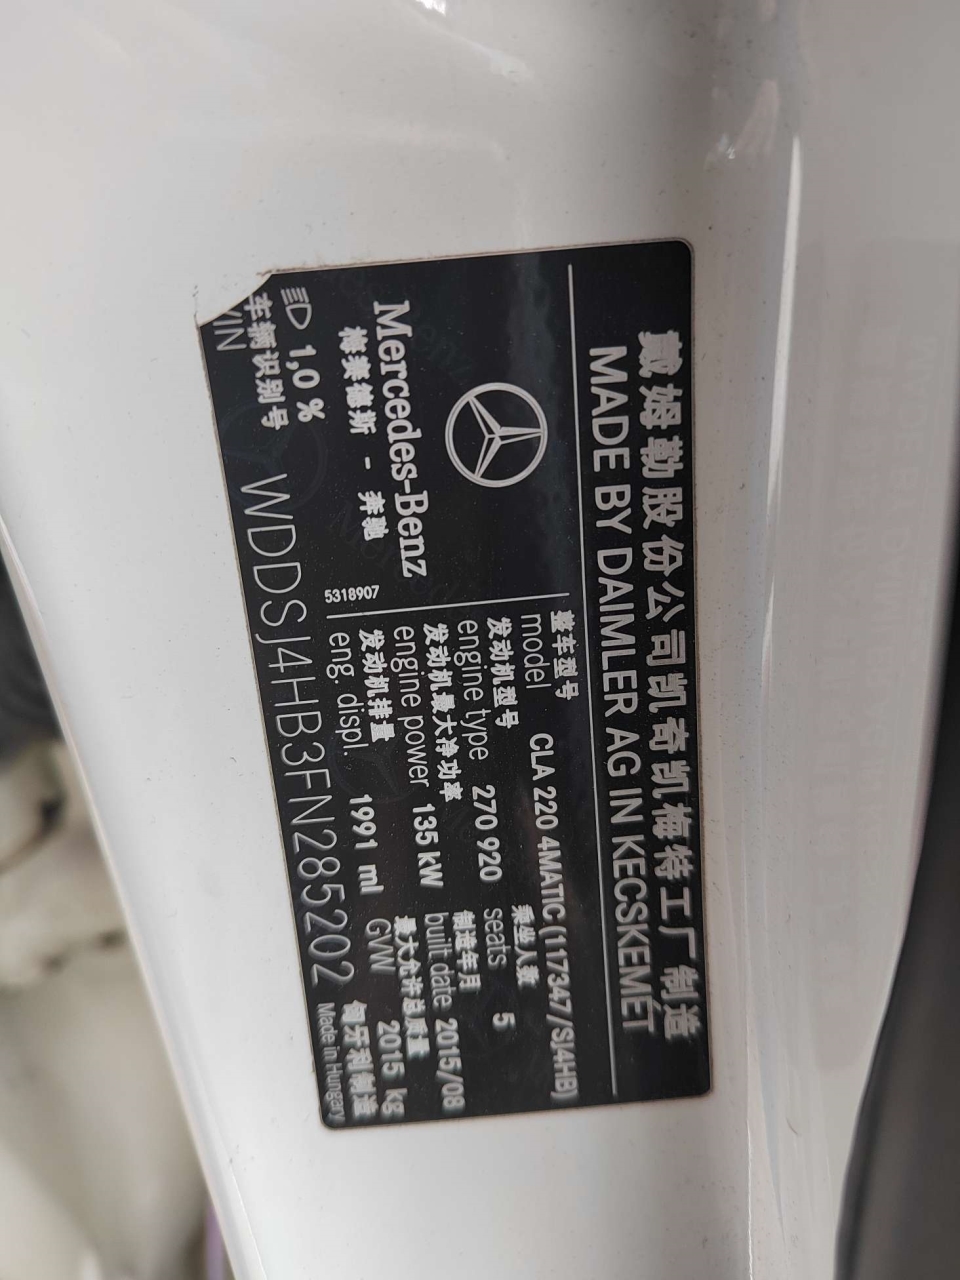 戴姆勒股份公司凯奇凯梅特工厂制造
MADE BY DAIMLER AG IN KECSKEMET
Mercedes-Benz
梅赛德斯 - 奔驰
5318907
整车型号
model CLA 220 4MATIC (117347/SJ4HB)
发动机型号 乘坐人数
engine type 270 920 seats 5
发动机最大净功率 制造年月
engine power 135 kW built date 2015/08
发动机排量 最大允许总质量
eng. displ. 1991 ml GVW 2015 kg
1,0 %
车辆识别号 匈牙利制造
VIN WDDSJ4HB3FN285202 Made in Hungary